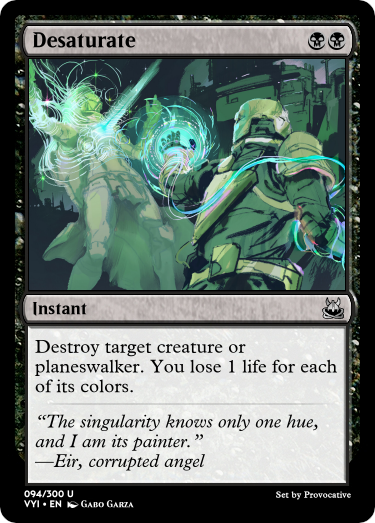 Desaturate
Instant
Destroy target creature or
planeswalker. You lose 1 life for each
of its colors.
“The singularity knows only one hue,
and I am its painter.”
—Eir, corrupted angel
094/300 U
VYI • EN Gabo Garza
Set by Provocative